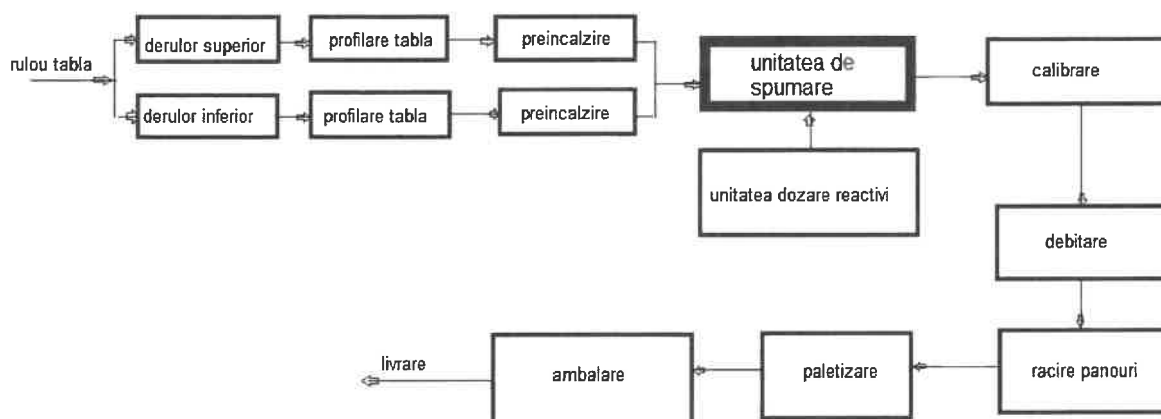 derulor superior
profilare tabla
preincalzire
rulou tabla
unitatea de
spumare
calibrare
derulor inferior
profilare tabla
preincalzire
unitatea dozare reactivi
debitare
livrare
ambalare
paletizare
racire panouri